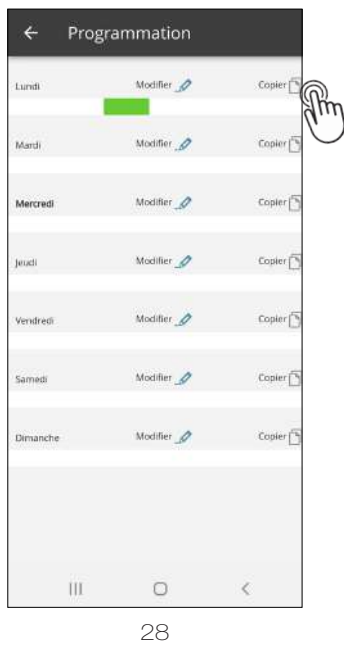 Programmation
Lundi Modifier Copier
Mardi Modifier Copier
Mercredi Modifier Copier
Jeudi Modifier Copier
Vendredi Modifier Copier
Samedi Modifier Copier
Dimanche Modifier Copier
28